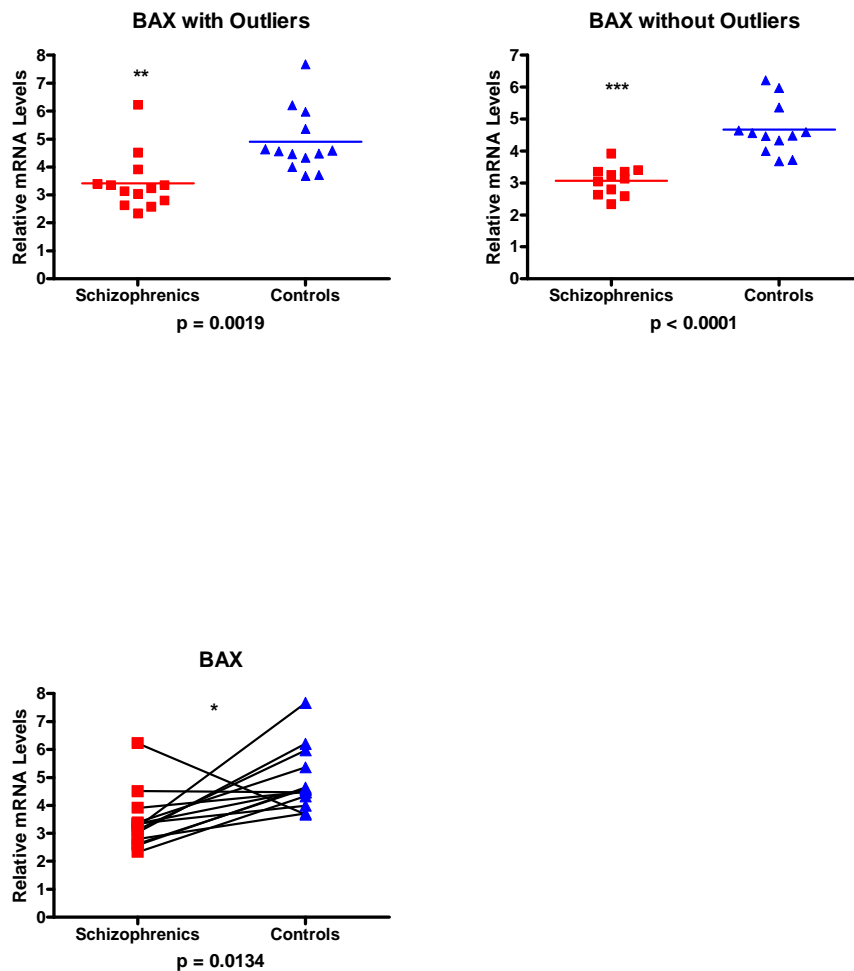 BAX with Outliers
Relative mRNA Levels
8
7
6
5
4
3
2
1
0
**
Schizophrenics Controls
p = 0.0019
BAX without Outliers
Relative mRNA Levels
7
6
5
4
3
2
1
0
***
Schizophrenics Controls
p < 0.0001
BAX
Relative mRNA Levels
8
7
6
5
4
3
2
1
0
*
Schizophrenics Controls
p = 0.0134